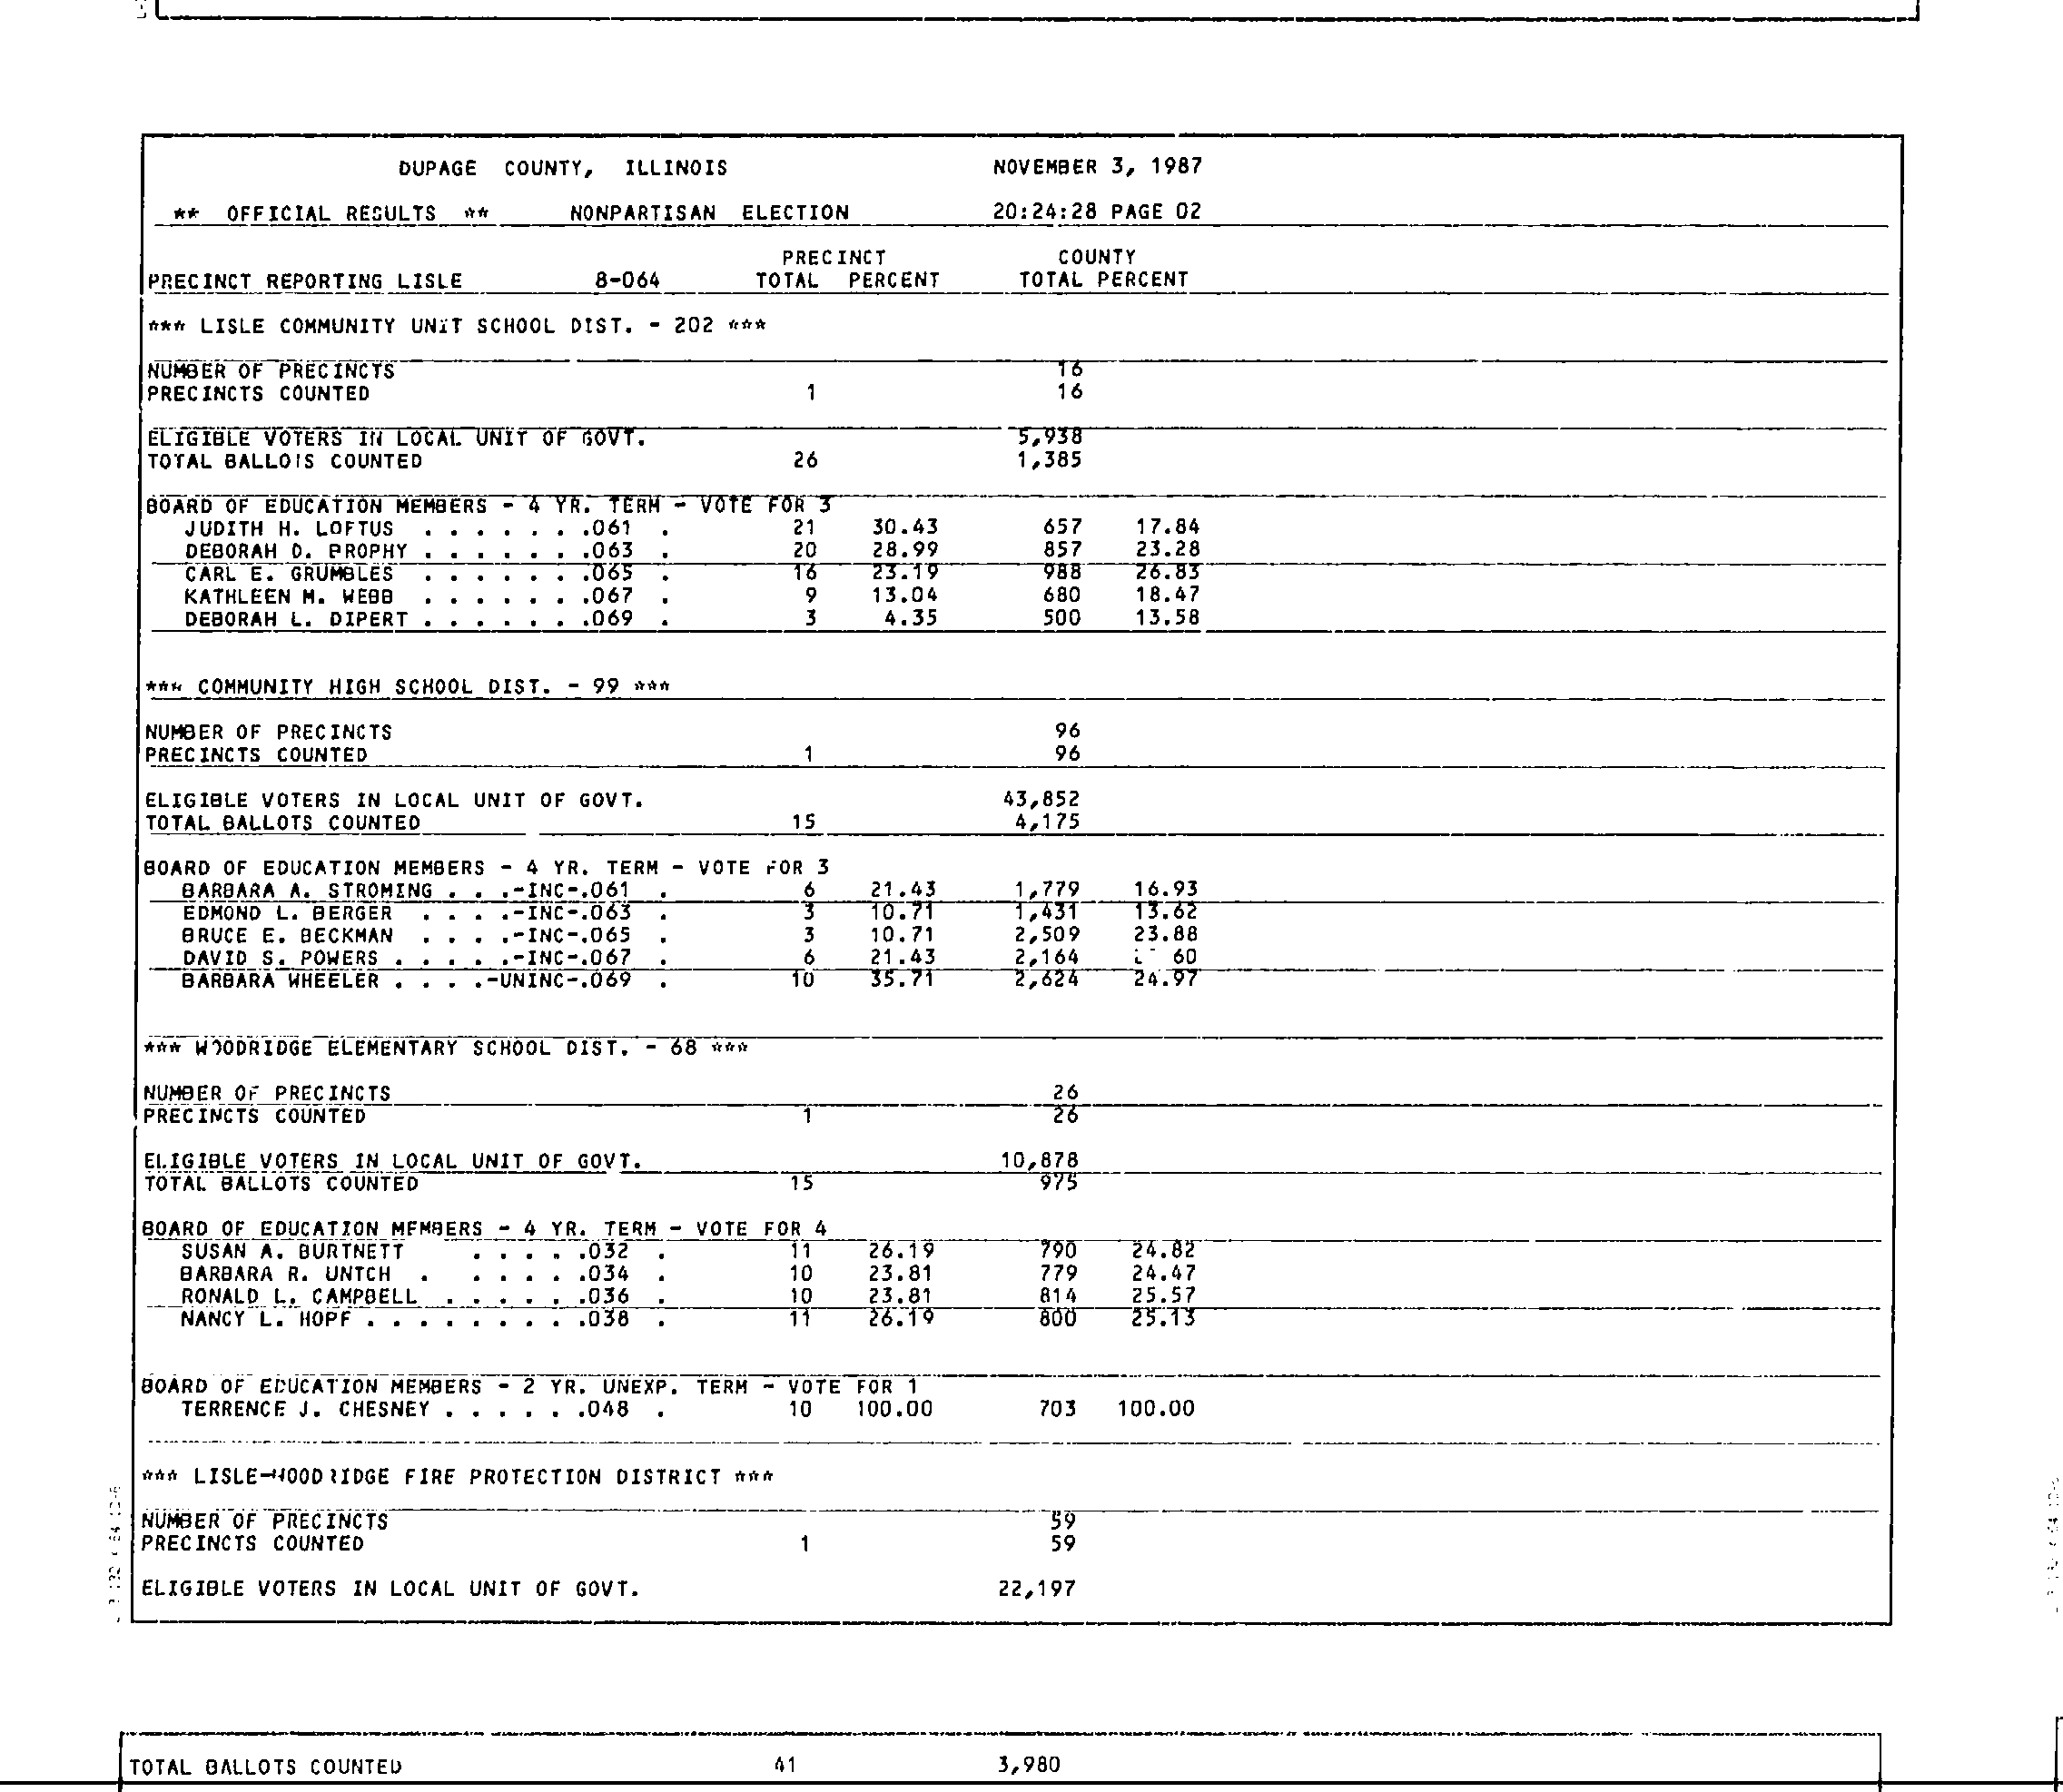 DUPAGE COUNTY, ILLINOIS NOVEMBER 3, 1987
** OFFICIAL RESULTS ** NONPARTISAN ELECTION 20:24:28 PAGE 02
PRECINCT COUNTY
PRECINCT REPORTING LISLE 8-064 TOTAL PERCENT TOTAL PERCENT
*** LISLE COMMUNITY UNIT SCHOOL DIST. - 202 ***
NUMBER OF PRECINCTS 16
PRECINCTS COUNTED 1 16
ELIGIBLE VOTERS IN LOCAL UNIT OF GOVT. 5,938
TOTAL BALLOTS COUNTED 26 1,385
BOARD OF EDUCATION MEMBERS - 4 YR. TERM - VOTE FOR 3
JUDITH H. LOFTUS . . . . . . .061 . 21 30.43 657 17.84
DEBORAH D. BROPHY . . . . . . .063 . 20 28.99 857 23.28
CARL E. GRUMBLES . . . . . . .065 . 16 23.19 988 26.83
KATHLEEN M. WEBB . . . . . . .067 . 9 13.04 680 18.47
DEBORAH L. DIPERT . . . . . . .069 . 3 4.35 500 13.58
*** COMMUNITY HIGH SCHOOL DIST. - 99 ***
NUMBER OF PRECINCTS 96
PRECINCTS COUNTED 1 96
ELIGIBLE VOTERS IN LOCAL UNIT OF GOVT. 43,852
TOTAL BALLOTS COUNTED 15 4,175
BOARD OF EDUCATION MEMBERS - 4 YR. TERM - VOTE FOR 3
BARBARA A. STROMING . . .-INC-.061 . 6 21.43 1,779 16.93
EDMOND L. BERGER . . . .-INC-.063 . 3 10.71 1,431 13.62
BRUCE E. BECKMAN . . . .-INC-.065 . 3 10.71 2,509 23.88
DAVID S. POWERS . . . . .-INC-.067 . 6 21.43 2,164 60
BARBARA WHEELER . . . .-UNINC-.069 . 10 35.71 2,624 24.97
*** WOODRIDGE ELEMENTARY SCHOOL DIST. - 68 ***
NUMBER OF PRECINCTS 26
PRECINCTS COUNTED 1 26
ELIGIBLE VOTERS IN LOCAL UNIT OF GOVT. 10,878
TOTAL BALLOTS COUNTED 15 975
BOARD OF EDUCATION MEMBERS - 4 YR. TERM - VOTE FOR 4
SUSAN A. BURTNETT . . . . .032 . 11 26.19 790 24.82
BARBARA R. UNTCH . . . . . .034 . 10 23.81 779 24.47
RONALD L. CAMPBELL . . . . . .036 . 10 23.81 814 25.57
NANCY L. HOPF . . . . . . . . .038 . 11 26.19 800 25.13
BOARD OF EDUCATION MEMBERS - 2 YR. UNEXP. TERM - VOTE FOR 1
TERRENCE J. CHESNEY . . . . . .048 . 10 100.00 703 100.00
*** LISLE-WOODRIDGE FIRE PROTECTION DISTRICT ***
NUMBER OF PRECINCTS 59
PRECINCTS COUNTED 1 59
ELIGIBLE VOTERS IN LOCAL UNIT OF GOVT. 22,197
TOTAL BALLOTS COUNTED 41 3,980